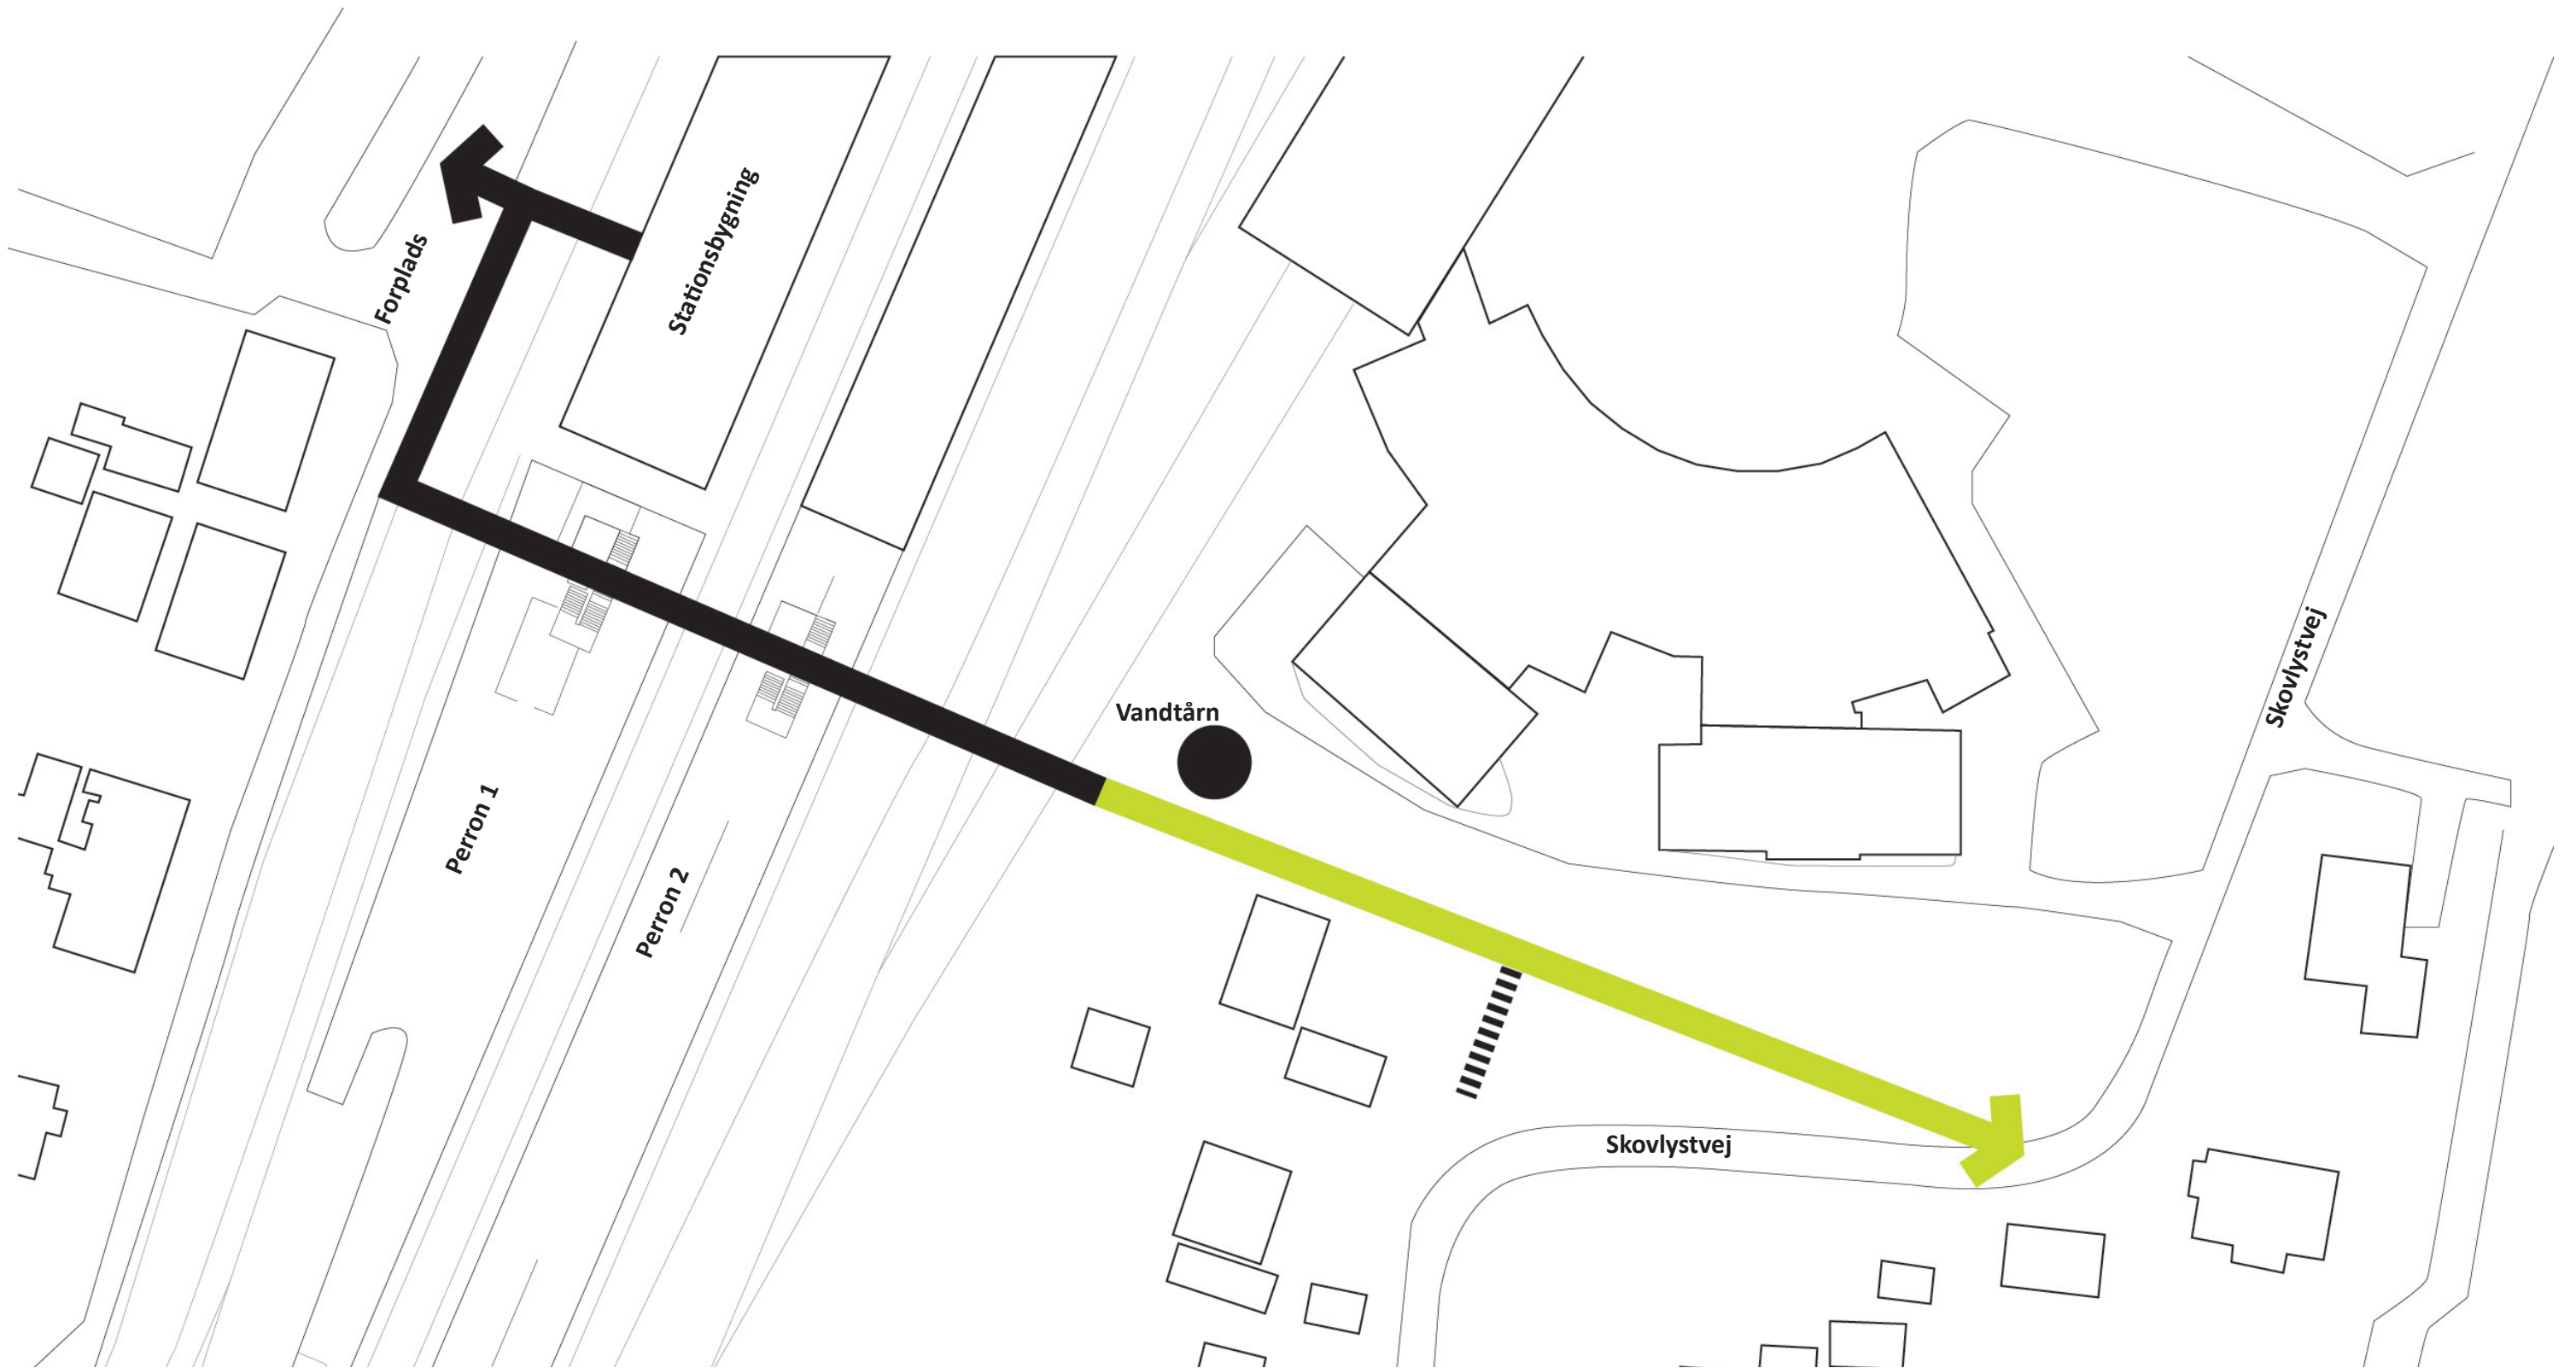 Stationsbygning
Forplads
Skovlystvej
Vandtårn
Perron 1
Perron 2
Skovlystvej